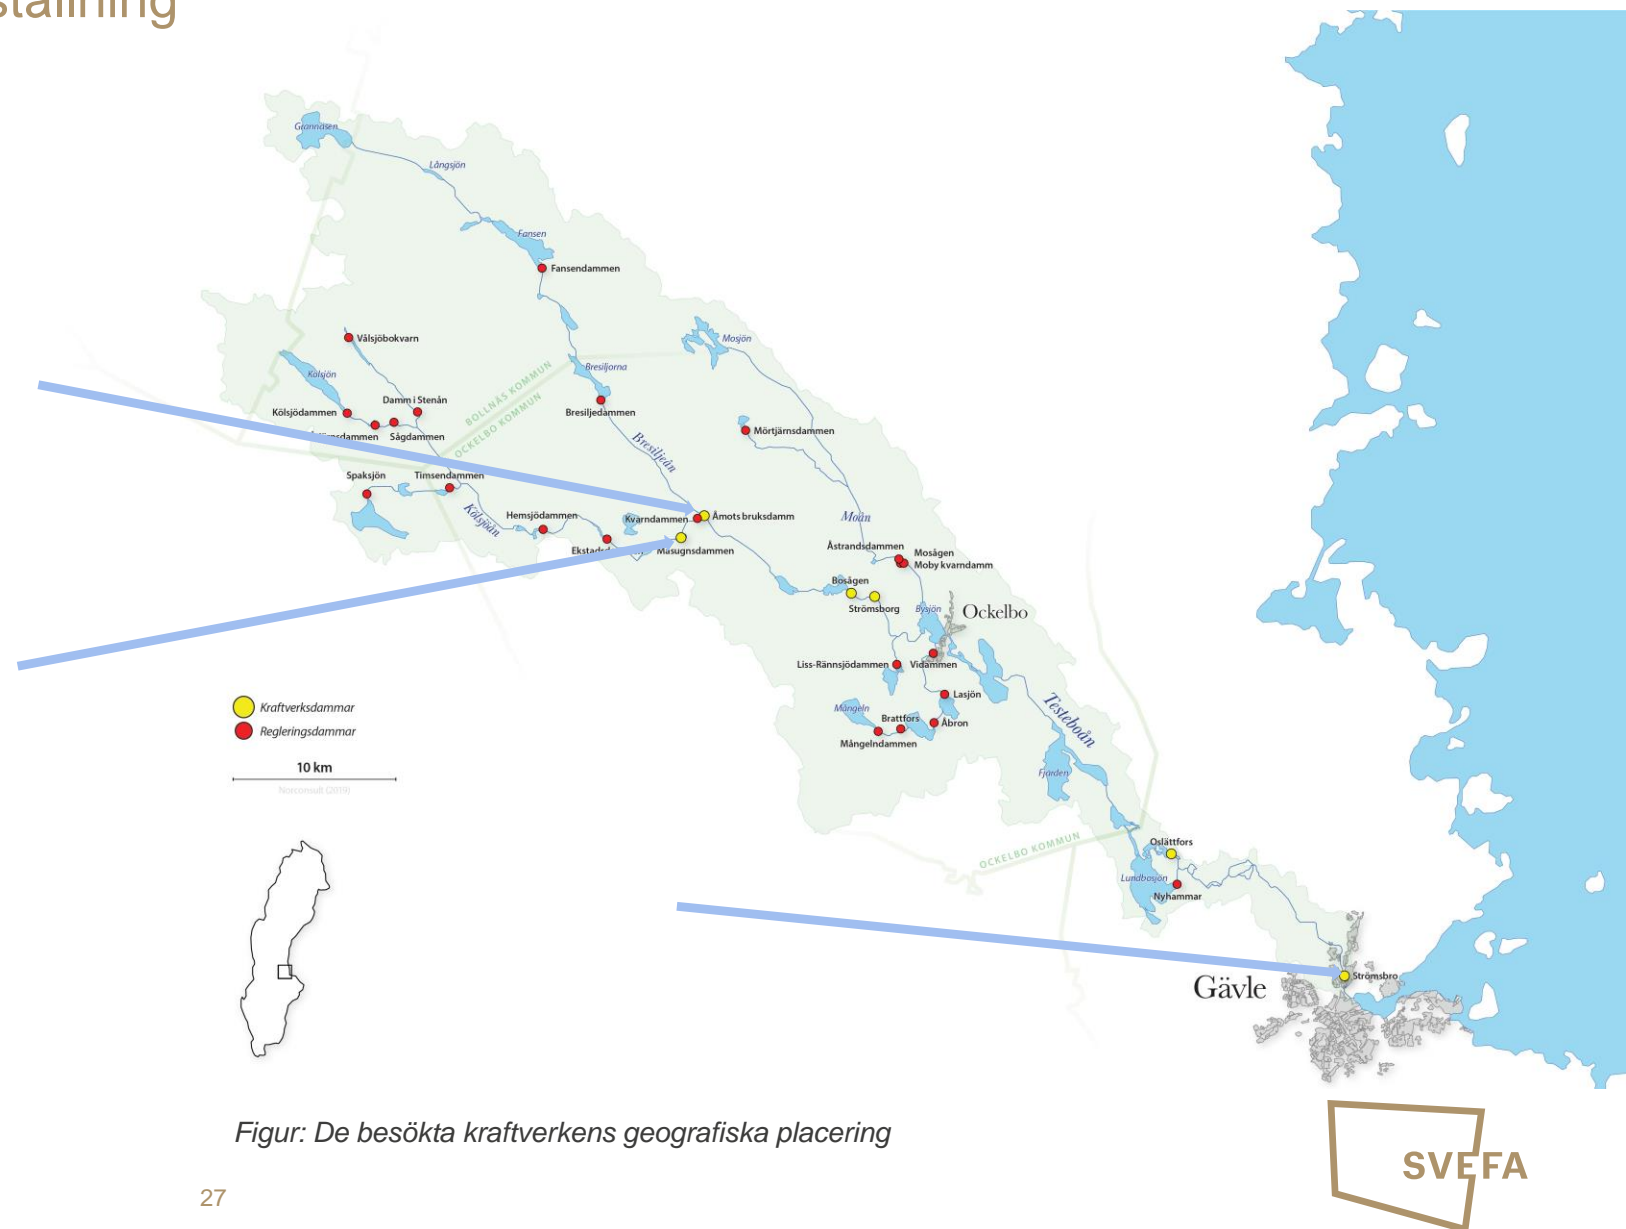 ställning
Grannäsen
Långsjön
Fansen
Fansendammen
Vålsjöbokvarn
Mosjön
Kölsjön
BOLLNÄS KOMMUN
OCKELBO KOMMUN
Bresiljorna
Damm i Stenån
Kölsjödammen
Bresiljedammen
Sågdammen
Mörtjärnsdammen
Bresiljeån
Spaksjön
Timsendammen
Kölsjöån
Hemsjödammen
Kvarndammen
Åmots bruksdamm
Masugnsdammen
Moån
Åstrandsdammen
Mosågen
Moby kvarndamm
Bosågen
Strömsborg
Bysjön
Ockelbo
Liss-Rännsjödammen
Vidammen
Lasjön
Mångeln
Brattfors
Åbron
Mångelndammen
Testeboån
Fjärden
Kraftverksdammar
Regleringsdammar
10 km
Norconsult (2019)
OCKELBO KOMMUN
Oslättfors
Lundbosjön
Nyhammar
Strömsbro
Gävle
Figur: De besökta kraftverkens geografiska placering
SVEFA
27